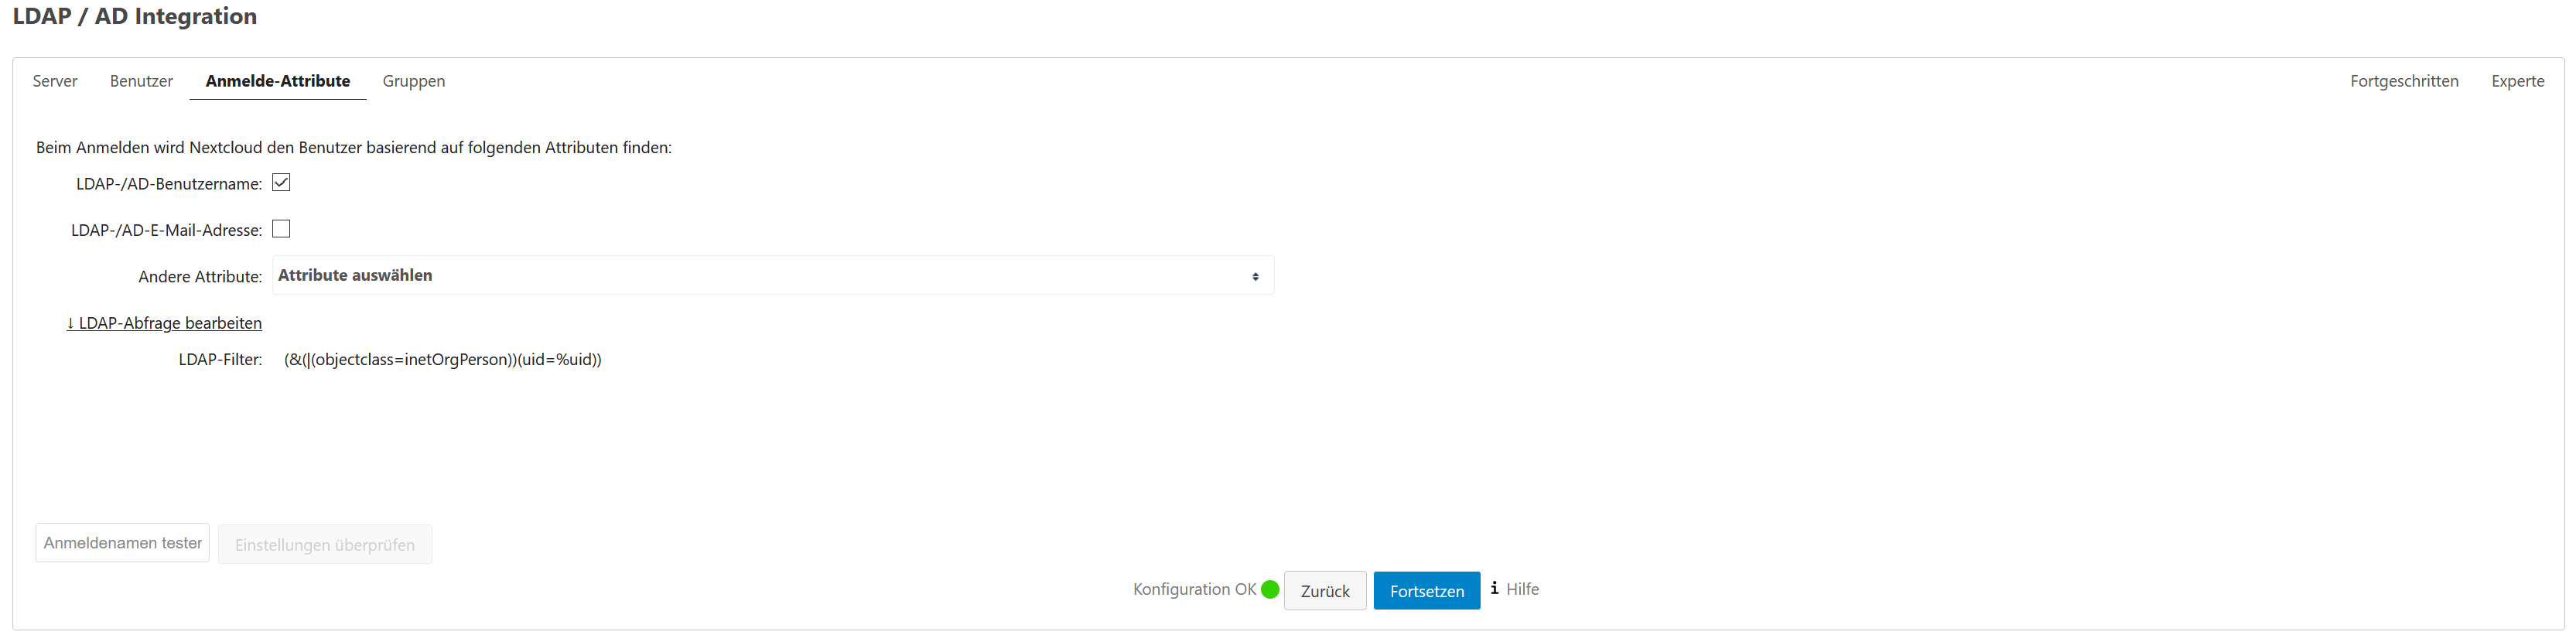 LDAP / AD Integration
Server Benutzer Anmelde-Attribute Gruppen Fortgeschritten Experte
Beim Anmelden wird Nextcloud den Benutzer basierend auf folgenden Attributen finden:
LDAP-/AD-Benutzername:
LDAP-/AD-E-Mail-Adresse:
Andere Attribute: Attribute auswählen
↓ LDAP-Abfrage bearbeiten
LDAP-Filter: (&(|(objectclass=inetOrgPerson))(uid=%uid))
Anmeldenamen tester Einstellungen überprüfen
Konfiguration OK Zurück Fortsetzen i Hilfe